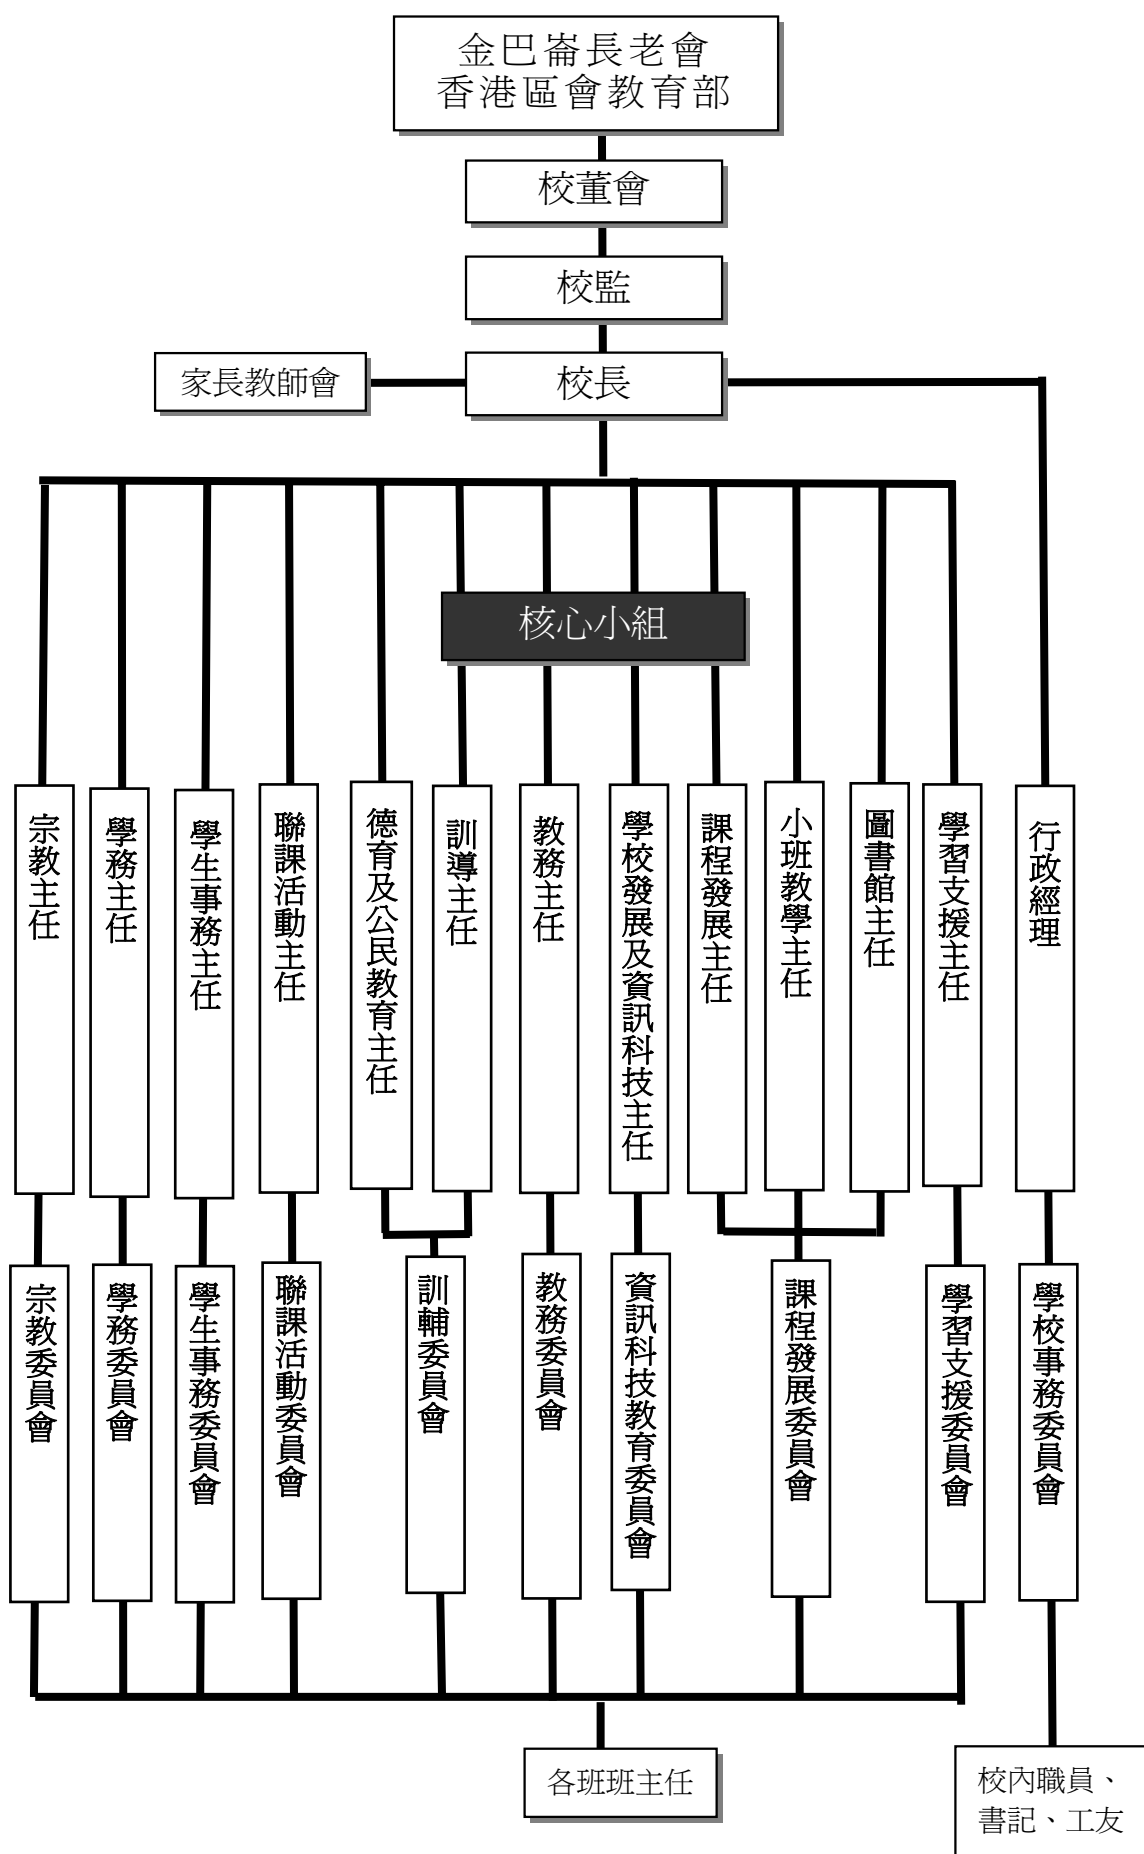 金巴崙長老會
香港區會教育部
校董會
校監
家長教師會
校長
核心小組
宗教主任
學務主任
學生事務主任
聯課活動主任
德育及公民教育主任
訓導主任
教務主任
學校發展及資訊科技主任
課程發展主任
小班教學主任
圖書館主任
學習支援主任
行政經理
宗教委員會
學務委員會
學生事務委員會
聯課活動委員會
訓輔委員會
教務委員會
資訊科技教育委員會
課程發展委員會
學習支援委員會
學校事務委員會
各班班主任
校內職員、
書記、工友